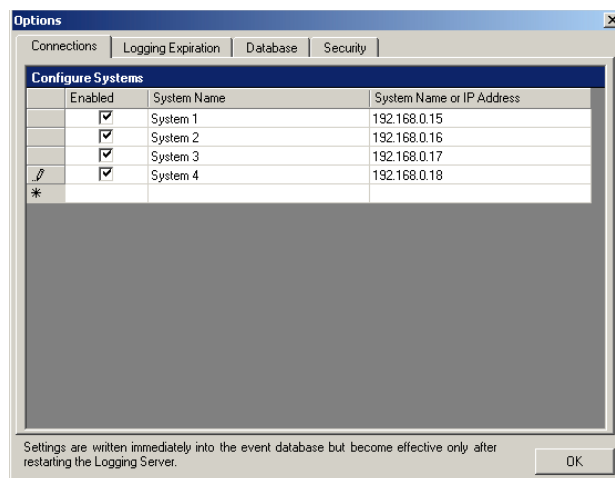 Options
Connections Logging Expiration Database Security
Configure Systems
Enabled System Name System Name or IP Address
System 1 192.168.0.15
System 2 192.168.0.16
System 3 192.168.0.17
System 4 192.168.0.18
Settings are written immediately into the event database but become effective only after
restarting the Logging Server.
OK